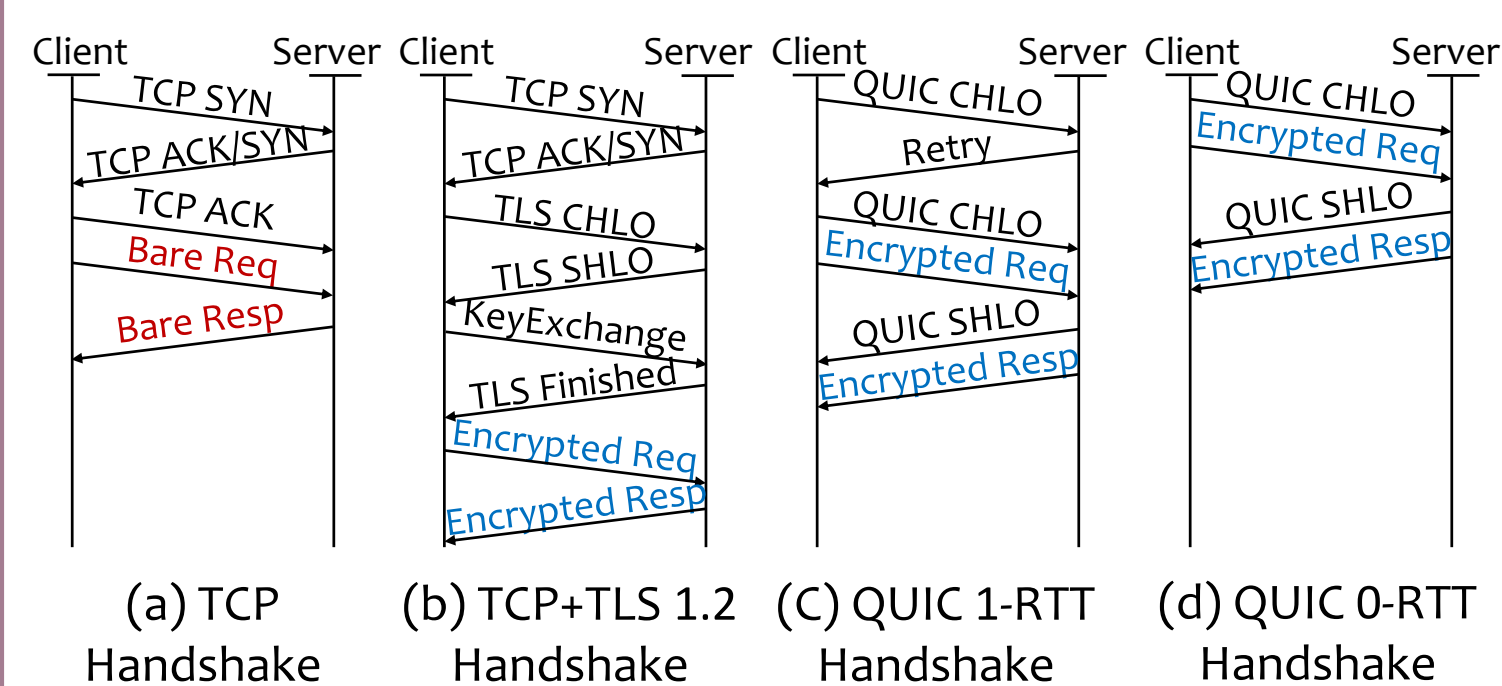 Client
Server
TCP SYN
TCP ACK/SYN
TCP ACK
Bare Req
Bare Resp
(a) TCP
Handshake
Client
Server
TCP SYN
TCP ACK/SYN
TLS CHLO
TLS SHLO
KeyExchange
TLS Finished
Encrypted Req
Encrypted Resp
(b) TCP+TLS 1.2
Handshake
Client
Server
QUIC CHLO
Retry
QUIC CHLO
Encrypted Req
QUIC SHLO
Encrypted Resp
(C) QUIC 1-RTT
Handshake
Client
Server
QUIC CHLO
Encrypted Req
QUIC SHLO
Encrypted Resp
(d) QUIC 0-RTT
Handshake